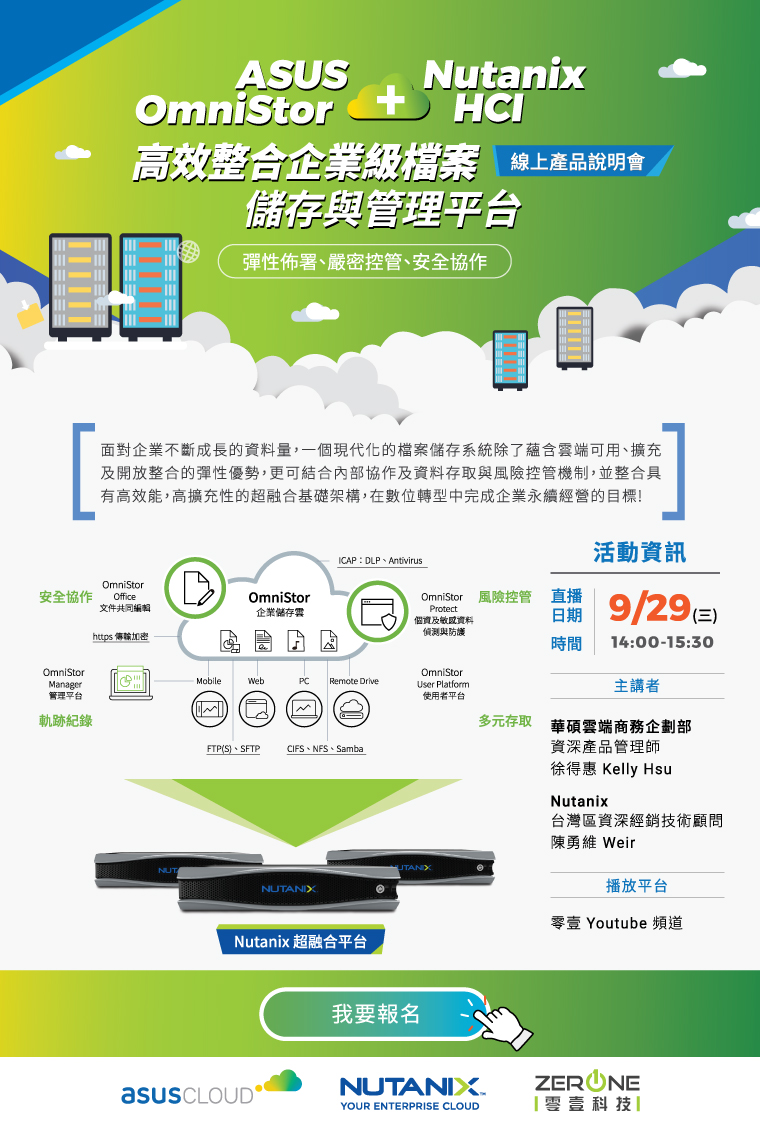 ASUS
OmniStor
Nutanix
HCI
高效整合企業級檔案
儲存與管理平台
線上產品說明會
彈性佈署、嚴密控管、安全協作
面對企業不斷成長的資料量，一個現代化的檔案儲存系統除了蘊含雲端可用、擴充
及開放整合的彈性優勢，更可結合內部協作及資料存取與風險控管機制，並整合具
有高效能，高擴充性的超融合基礎架構，在數位轉型中完成企業永續經營的目標！
ICAP：DLP、Antivirus
安全協作
OmniStor
Office
文件共同編輯
OmniStor
企業儲存雲
OmniStor
Protect
個資及敏感資料
偵測與防護
風險控管
https 傳輸加密
OmniStor
Manager
管理平台
軌跡紀錄
Mobile
Web
PC
Remote Drive
OmniStor
User Platform
使用者平台
多元存取
FTP(S)、SFTP
CIFS、NFS、Samba
NUT
NUTANIX
UTANIX
Nutanix 超融合平台
活動資訊
直播
日期
9/29(三)
時間
14:00-15:30
主講者
華碩雲端商務企劃部
資深產品管理師
徐得惠 Kelly Hsu
Nutanix
台灣區資深經銷技術顧問
陳勇維 Weir
播放平台
零壹 Youtube 頻道
我要報名
asusCLOUD
NUTANIX™
YOUR ENTERPRISE CLOUD
ZERONE
零壹科技